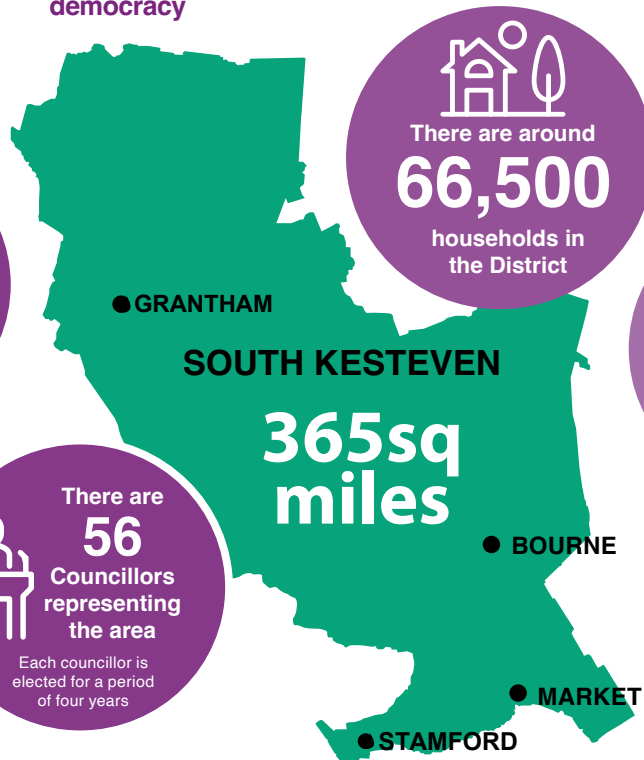 democracy
There are around
66,500
households in
the District
GRANTHAM
SOUTH KESTEVEN
365sq
miles
There are
56
Councillors
representing
the area
Each councillor is
elected for a period
of four years
BOURNE
MARKET
STAMFORD